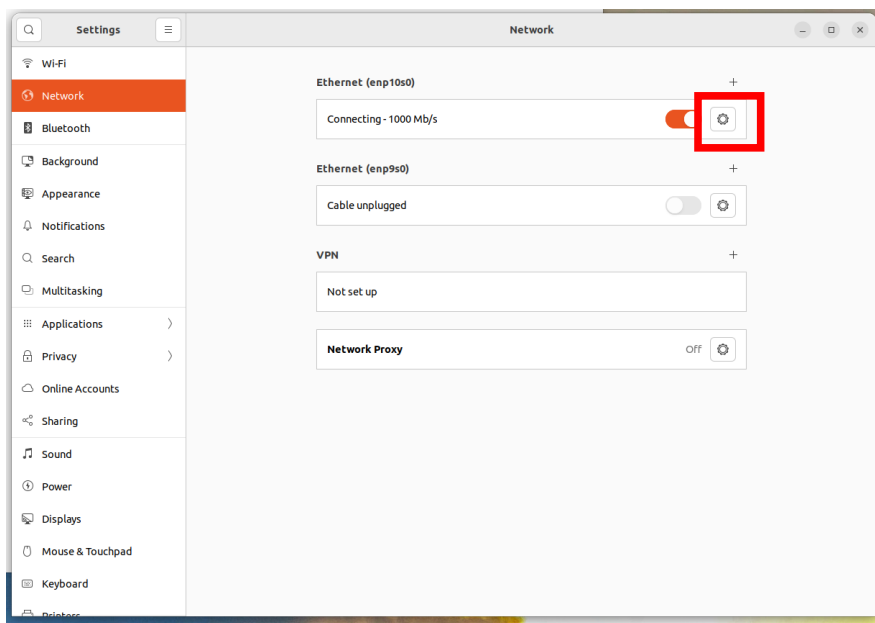 Settings
Network
Wi-Fi
Network
Bluetooth
Background
Appearance
Notifications
Search
Multitasking
Applications
Privacy
Online Accounts
Sharing
Sound
Power
Displays
Mouse & Touchpad
Keyboard
Printers
Ethernet (enp10s0)
Connecting - 1000 Mb/s
Ethernet (enp9s0)
Cable unplugged
VPN
Not set up
Network Proxy Off